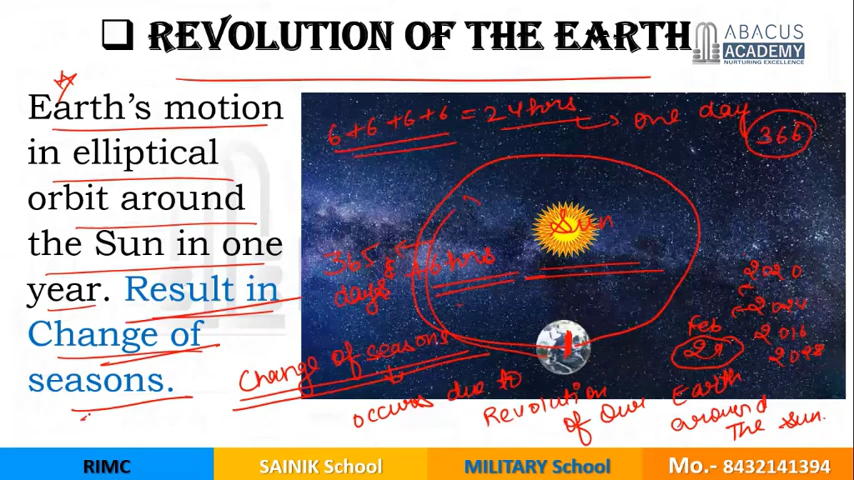 REVOLUTION OF THE EARTH
ABACUS
ACADEMY
NURTURING EXCELLENCE
Earth's motion
in elliptical
orbit around
the Sun in one
year. Result in
Change of
seasons.
6+6+6+6 = 24hrs
one day
366
Sun
365 & 6 hrs
days
2020
2024
2016
2028
Feb
29
Change of seasons
occurs due to
Revolution
of Our
Earth
around
The sun.
RIMC
SAINIK School
MILITARY School
Mo.- 8432141394